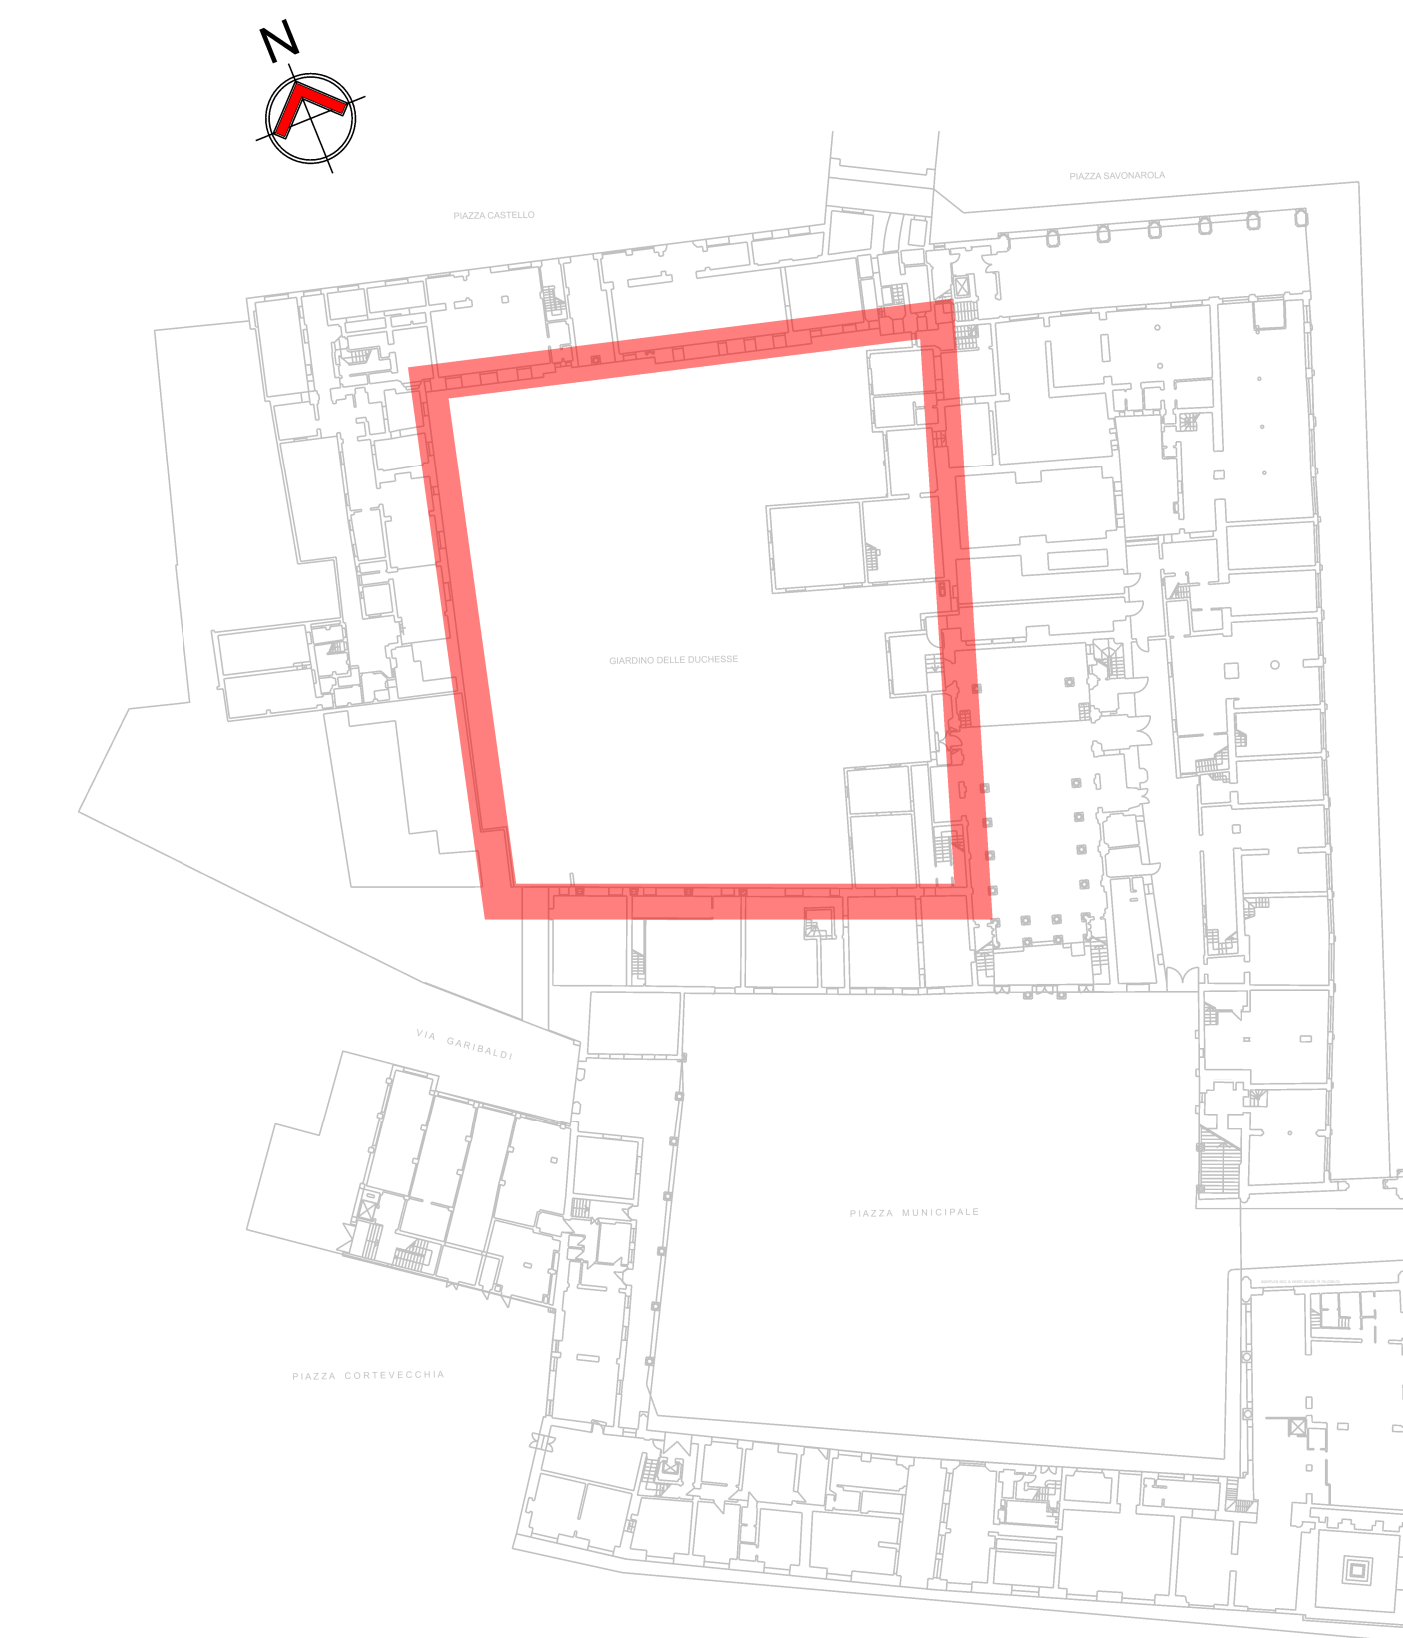 N
PIAZZA SAVONAROLA
PIAZZA CASTELLO
GIARDINO DELLE DUCHESSE
VIA GARIBALDI
PIAZZA MUNICIPALE
PIAZZA CORTEVECCHIA